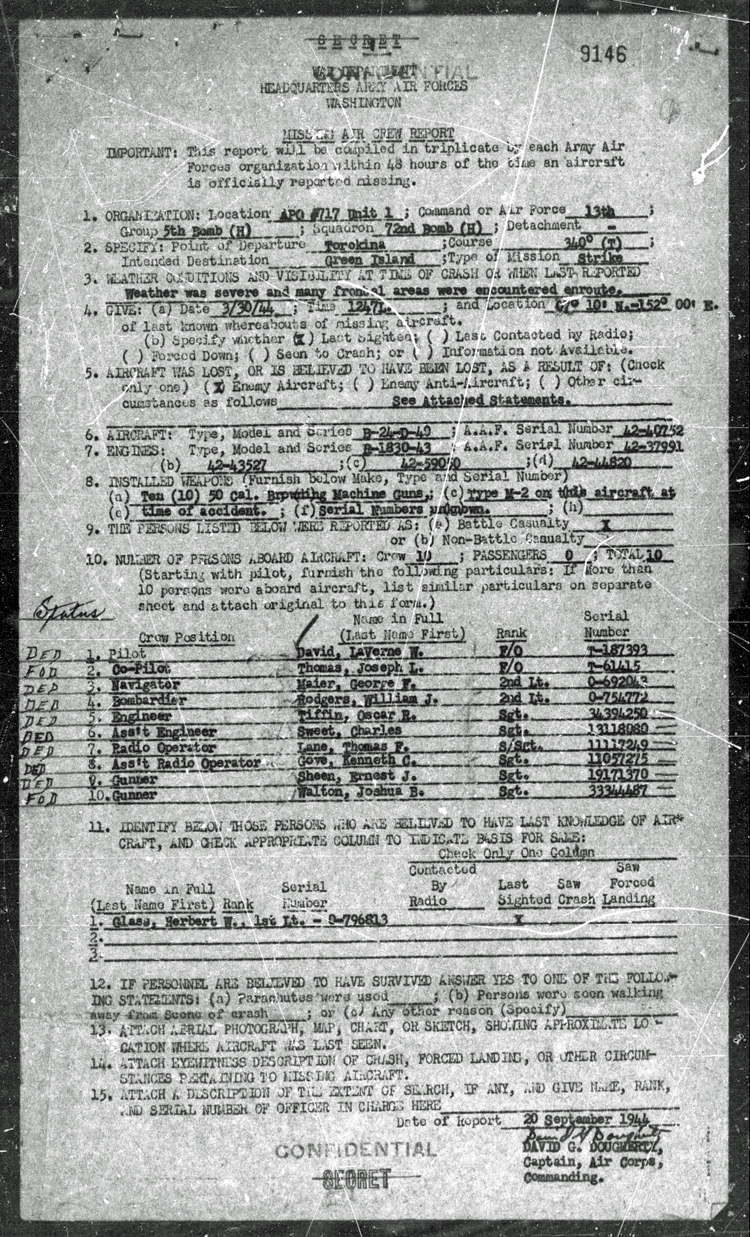 SECRET
9146
WAR DEPARTMENT
CONFIDENTIAL
HEADQUARTERS ARMY AIR FORCES
WASHINGTON
MISSING AIR CREW REPORT
IMPORTANT: This report will be compiled in triplicate by each Army Air
Forces organization within 48 hours of the time an aircraft
is officially reported missing.
1. ORGANIZATION: Location APO #717 Unit 1 ; Command or Air Force 13th ;
Group 5th Bomb (H) ; Squadron 72nd Bomb (H) ; Detachment -
2. SPECIFY: Point of Departure Torokina ;Course 340° (T) ;
Intended Destination Green Island ;Type of Mission Strike
3. WEATHER CONDITIONS AND VISIBILITY AT TIME OF CRASH OR WHEN LAST REPORTED
Weather was severe and many frontal areas were encountered enroute.
4. GIVE: (a) Date 3/30/44 ; Time 1247L ; and Location 10' N.-152° 00' E.
of last known whereabouts of missing aircraft.
(b) Specify whether (X) Last Sighted; ( ) Last Contacted by Radio;
( ) Forced Down; ( ) Seen to Crash; or ( ) Information not Available.
5. AIRCRAFT WAS LOST, OR IS BELIEVED TO HAVE BEEN LOST, AS A RESULT OF: (Check
only one) (X) Enemy Aircraft; ( ) Enemy Anti-Aircraft; ( ) Other cir-
cumstances as follows See Attached Statements.
6. AIRCRAFT: Type, Model and Series B-24-D-40 ; A.A.F. Serial Number 42-40752
7. ENGINES: Type, Model and Series R-1830-43 ; A.A.F. Serial Number 42-37991
(b) 42-43527 ;(c) ;(d) 42-44820
8. INSTALLED WEAPONS (Furnish below Make, Type and Serial Number)
(a) Ten (10) 50 Cal. Browning Machine Guns, ; (c) Type M-2 on this aircraft at
(e) time of accident. ; (f) Serial Numbers unknown. ; (h)
9. THE PERSONS LISTED BELOW WERE REPORTED AS: (a) Battle Casualty X
or (b) Non-Battle Casualty
10. NUMBER OF PERSONS ABOARD AIRCRAFT: Crew 10 ; PASSENGERS 0 ; TOTAL 10
(Starting with pilot, furnish the following particulars: If more than
10 persons were aboard aircraft, list similar particulars on separate
sheet and attach original to this form.)
Status
Name in Full Serial
Crew Position (Last Name First) Rank Number
DED 1. Pilot David, LaVerne W. F/O T-187393
FOD 2. Co-Pilot Thomas, Joseph L. F/O T-61415
DED 3. Navigator Maier, George F. 2nd Lt. O-692043
DED 4. Bombardier Rodgers, William J. 2nd Lt. O-754772
DED 5. Engineer Tiffin, Oscar R. Sgt. 34394250
DED 6. Ass't Engineer Sweet, Charles Sgt. 13118080
DED 7. Radio Operator Lane, Thomas F. S/Sgt. 11117249
DED 8. Ass't Radio Operator Gove, Kenneth C. Sgt. 11057275
DED 9. Gunner Sheen, Ernest J. Sgt. 19171370
FOD 10. Gunner Walton, Joshua B. Sgt. 33344487
11. IDENTIFY BELOW THOSE PERSONS WHO ARE BELIEVED TO HAVE LAST KNOWLEDGE OF AIR-
CRAFT, AND CHECK APPROPRIATE COLUMN TO INDICATE BASIS FOR SAME:
Check Only One Column
Contacted Saw
Name in Full Serial By Last Saw Forced
(Last Name First) Rank Number Radio Sighted Crash Landing
1. Glass, Herbert W., 1st Lt. - O-796813 X
2.
3.
12. IF PERSONNEL ARE BELIEVED TO HAVE SURVIVED ANSWER YES TO ONE OF THE FOLLOW-
ING STATEMENTS: (a) Parachutes were used ; (b) Persons were seen walking
away from scene of crash ; or (c) Any other reason (Specify)
13. ATTACH AERIAL PHOTOGRAPH, MAP, CHART, OR SKETCH, SHOWING APPROXIMATE LO-
CATION WHERE AIRCRAFT WAS LAST SEEN.
14. ATTACH EYEWITNESS DESCRIPTION OF CRASH, FORCED LANDING, OR OTHER CIRCUM-
STANCES PERTAINING TO MISSING AIRCRAFT.
15. ATTACH A DESCRIPTION OF THE EXTENT OF SEARCH, IF ANY, AND GIVE NAME, RANK,
AND SERIAL NUMBER OF OFFICER IN CHARGE HERE
Date of Report 20 September 1944
David G Dougherty
DAVID G. DOUGHERTY,
Captain, Air Corps,
Commanding.
CONFIDENTIAL
SECRET